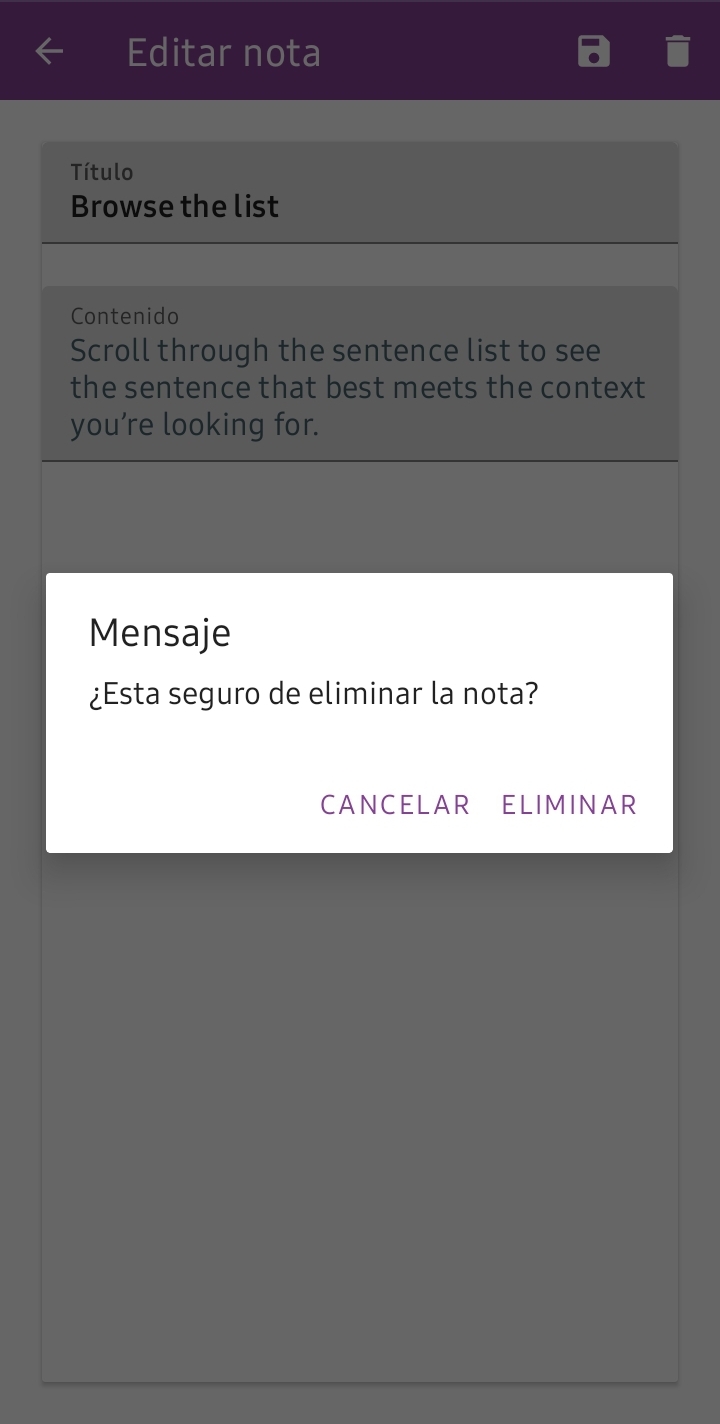 Editar nota
Título
Browse the list
Contenido
Scroll through the sentence list to see
the sentence that best meets the context
you’re looking for.
Mensaje
¿Esta seguro de eliminar la nota?
CANCELAR ELIMINAR